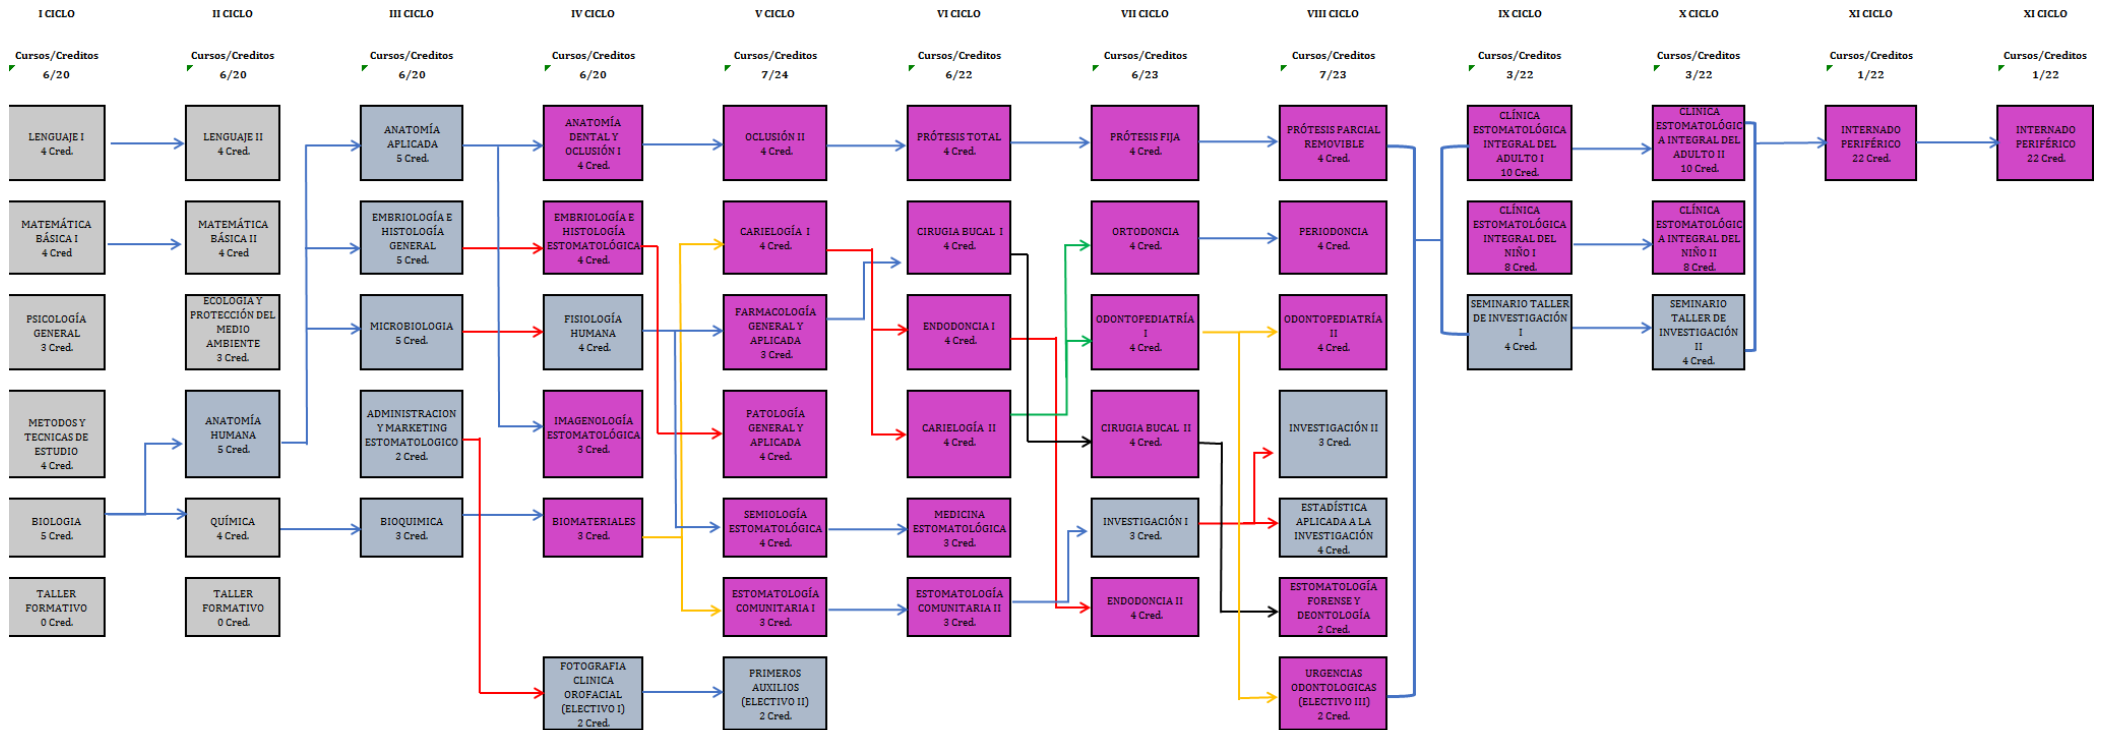 I CICLO
II CICLO
III CICLO
IV CICLO
V CICLO
VI CICLO
VII CICLO
VIII CICLO
IX CICLO
X CICLO
XI CICLO
XI CICLO
Cursos/Creditos
6/20
Cursos/Creditos
6/20
Cursos/Creditos
6/20
Cursos/Creditos
6/20
Cursos/Creditos
7/24
Cursos/Creditos
6/22
Cursos/Creditos
6/23
Cursos/Creditos
7/23
Cursos/Creditos
3/22
Cursos/Creditos
3/22
Cursos/Creditos
1/22
Cursos/Creditos
1/22
LENGUAJE I
4 Cred.
LENGUAJE II
4 Cred.
ANATOMÍA
APLICADA
5 Cred.
ANATOMÍA
DENTAL Y
OCLUSIÓN I
4 Cred.
OCLUSIÓN II
4 Cred.
PRÓTESIS TOTAL
4 Cred.
PRÓTESIS FIJA
4 Cred.
PRÓTESIS PARCIAL
REMOVIBLE
4 Cred.
CLÍNICA
ESTOMATOLÓGICA
INTEGRAL DEL
ADULTO I
10 Cred.
CLINICA
ESTOMATOLÓGIC
A INTEGRAL DEL
ADULTO II
10 Cred.
INTERNADO
PERIFÉRICO
22 Cred.
INTERNADO
PERIFÉRICO
22 Cred.
MATEMÁTICA
BÁSICA I
4 Cred
MATEMÁTICA
BÁSICA II
4 Cred
EMBRIOLOGÍA E
HISTOLOGÍA
GENERAL
5 Cred.
EMBRIOLOGÍA E
HISTOLOGÍA
ESTOMATOLÓGICA
4 Cred.
CARIELOGÍA I
4 Cred.
CIRUGIA BUCAL I
4 Cred.
ORTODONCIA
4 Cred.
PERIODONCIA
4 Cred.
CLÍNICA
ESTOMATOLÓGICA
INTEGRAL DEL
NIÑO I
8 Cred.
CLÍNICA
ESTOMATOLÓGIC
A INTEGRAL DEL
NIÑO II
8 Cred.
PSICOLOGÍA
GENERAL
3 Cred.
ECOLOGIA Y
PROTECCIÓN DEL
MEDIO
AMBIENTE
3 Cred.
MICROBIOLOGIA
5 Cred.
FISIOLOGÍA
HUMANA
4 Cred.
FARMACOLOGÍA
GENERAL Y
APLICADA
3 Cred.
ENDODONCIA I
4 Cred.
ODONTOPEDIATRÍA
I
4 Cred.
ODONTOPEDIATRÍA
II
4 Cred.
SEMINARIO TALLER
DE INVESTIGACIÓN
I
4 Cred.
SEMINARIO
TALLER DE
INVESTIGACIÓN
II
4 Cred.
METODOS Y
TECNICAS DE
ESTUDIO
4 Cred.
ANATOMÍA
HUMANA
5 Cred.
ADMINISTRACION
Y MARKETING
ESTOMATOLOGICO
2 Cred.
IMAGENOLOGÍA
ESTOMATOLÓGICA
3 Cred.
PATOLOGÍA
GENERAL Y
APLICADA
4 Cred.
CARIELOGÍA II
4 Cred.
CIRUGIA BUCAL II
4 Cred.
INVESTIGACIÓN II
3 Cred.
BIOLOGIA
5 Cred.
QUÍMICA
4 Cred.
BIOQUIMICA
3 Cred.
BIOMATERIALES
3 Cred.
SEMIOLOGÍA
ESTOMATOLÓGICA
4 Cred.
MEDICINA
ESTOMATOLÓGICA
3 Cred.
INVESTIGACIÓN I
3 Cred.
ESTADÍSTICA
APLICADA A LA
INVESTIGACIÓN
4 Cred.
TALLER
FORMATIVO
0 Cred.
TALLER
FORMATIVO
0 Cred.
ESTOMATOLOGÍA
COMUNITARIA I
3 Cred.
ESTOMATOLOGÍA
COMUNITARIA II
3 Cred.
ENDODONCIA II
4 Cred.
ESTOMATOLOGÍA
FORENSE Y
DEONTOLOGÍA
2 Cred.
FOTOGRAFIA
CLINICA
OROFACIAL
(ELECTIVO I)
2 Cred.
PRIMEROS
AUXILIOS
(ELECTIVO II)
2 Cred.
URGENCIAS
ODONTOLOGICAS
(ELECTIVO III)
2 Cred.